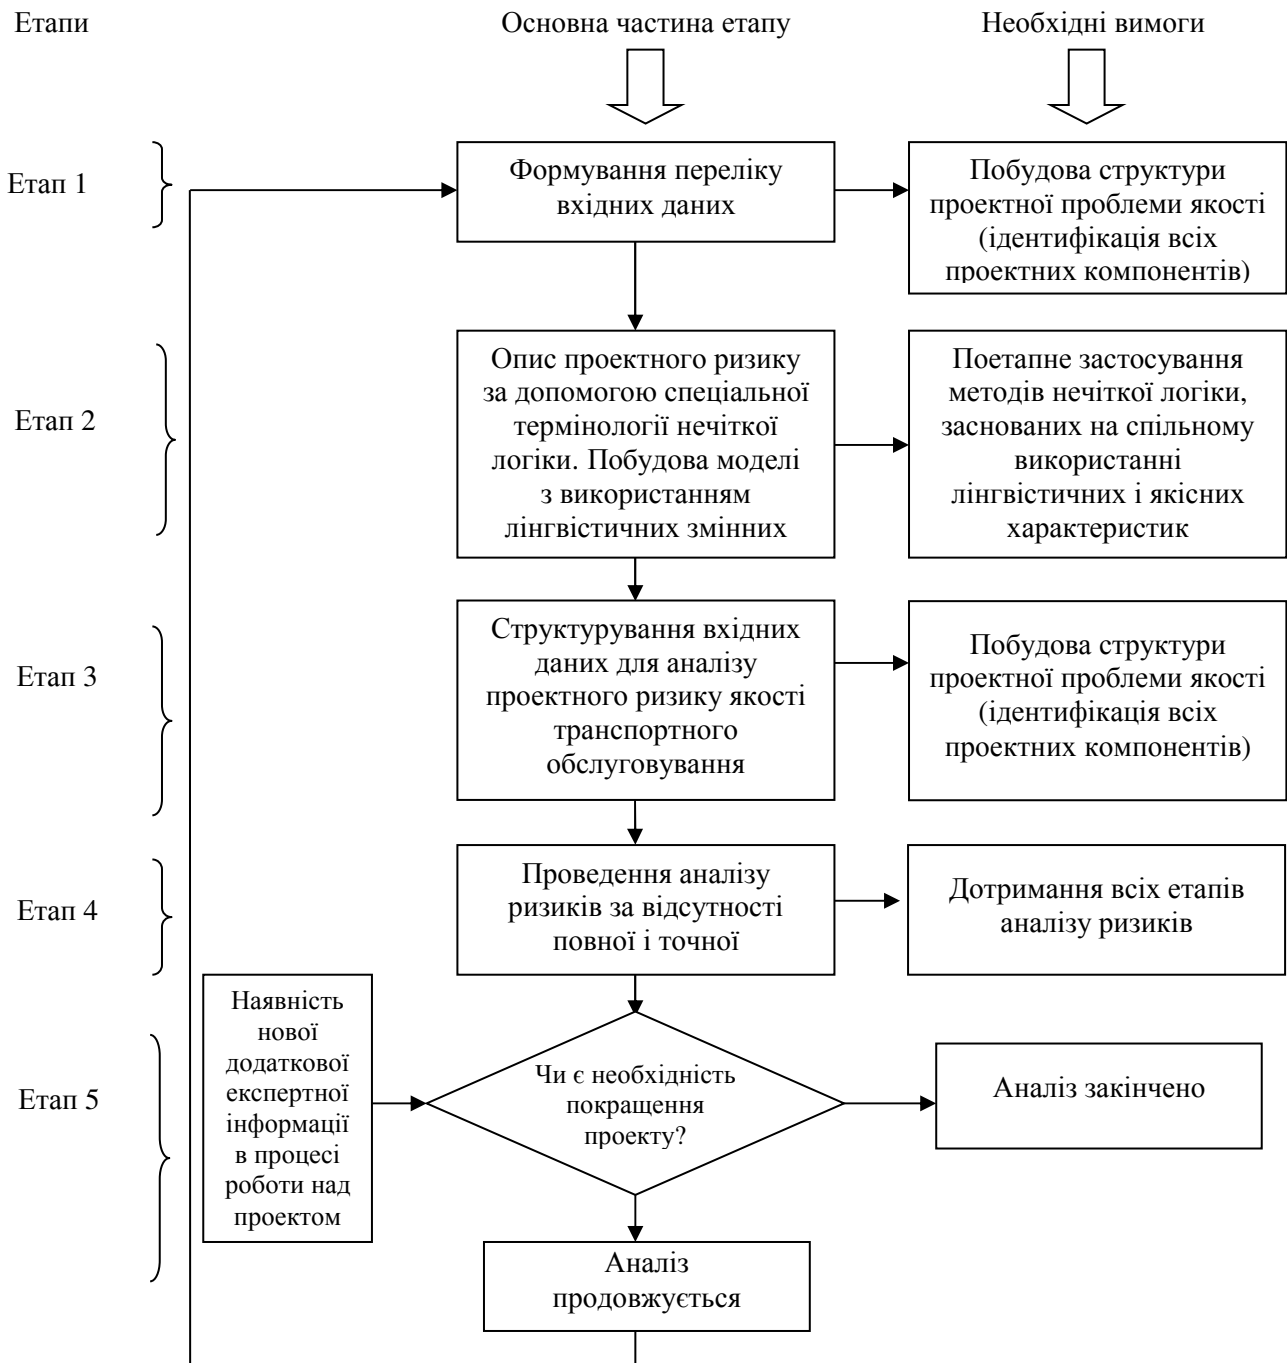 Етапи
Основна частина етапу
Необхідні вимоги
Етап 1
Формування переліку
вхідних даних
Побудова структури
проектної проблеми якості
(ідентифікація всіх
проектних компонентів)
Етап 2
Опис проектного ризику
за допомогою спеціальної
термінології нечіткої
логіки. Побудова моделі
з використанням
лінгвістичних змінних
Поетапне застосування
методів нечіткої логіки,
заснованих на спільному
використанні
лінгвістичних і якісних
характеристик
Етап 3
Структурування вхідних
даних для аналізу
проектного ризику якості
транспортного
обслуговування
Побудова структури
проектної проблеми якості
(ідентифікація всіх
проектних компонентів)
Етап 4
Проведення аналізу
ризиків за відсутності
повної і точної
Дотримання всіх етапів
аналізу ризиків
Етап 5
Наявність
нової
додаткової
експертної
інформації
в процесі
роботи над
проектом
Чи є необхідність
покращення
проекту?
Аналіз закінчено
Аналіз
продовжується